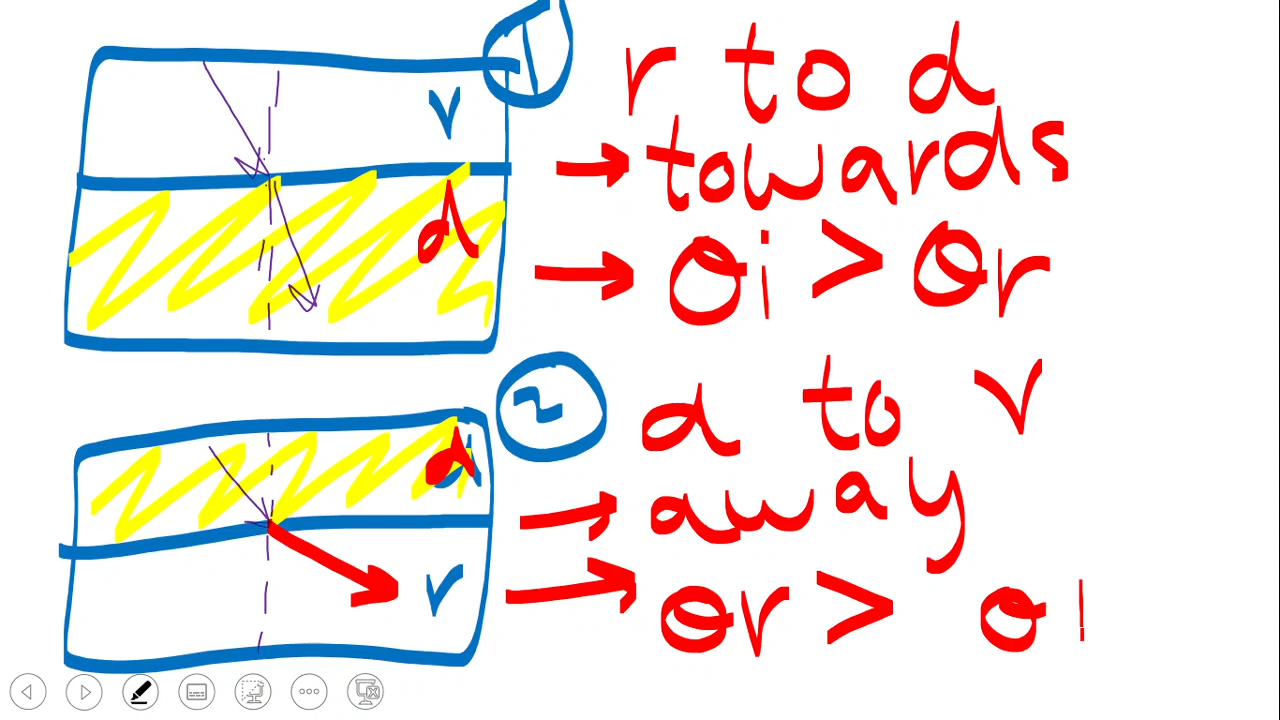 1
r
d
r to d
→ towards
→ θi > θr
2
d
r
d to r
→ away
→ θr > θi